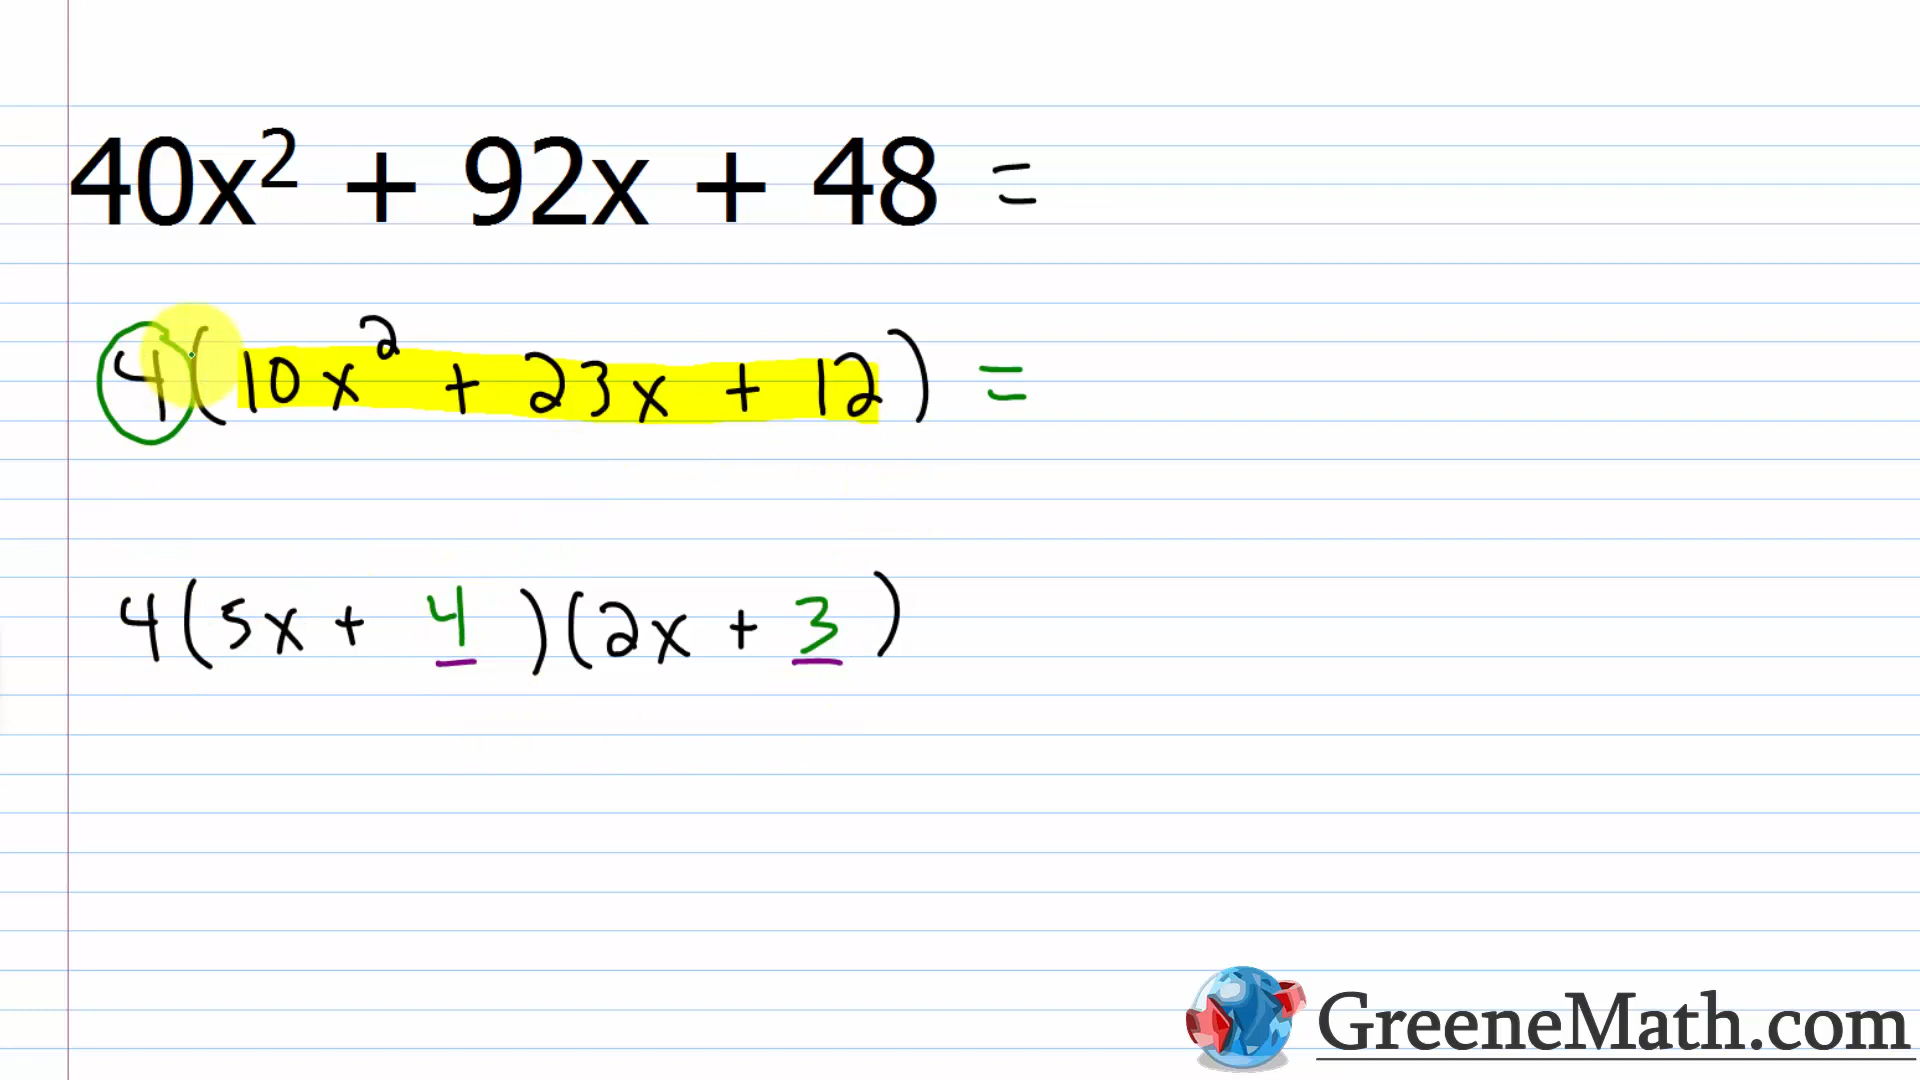 40x² + 92x + 48 =
4(10x² + 23x + 12) =
4(5x + 4)(2x + 3)
GreeneMath.com